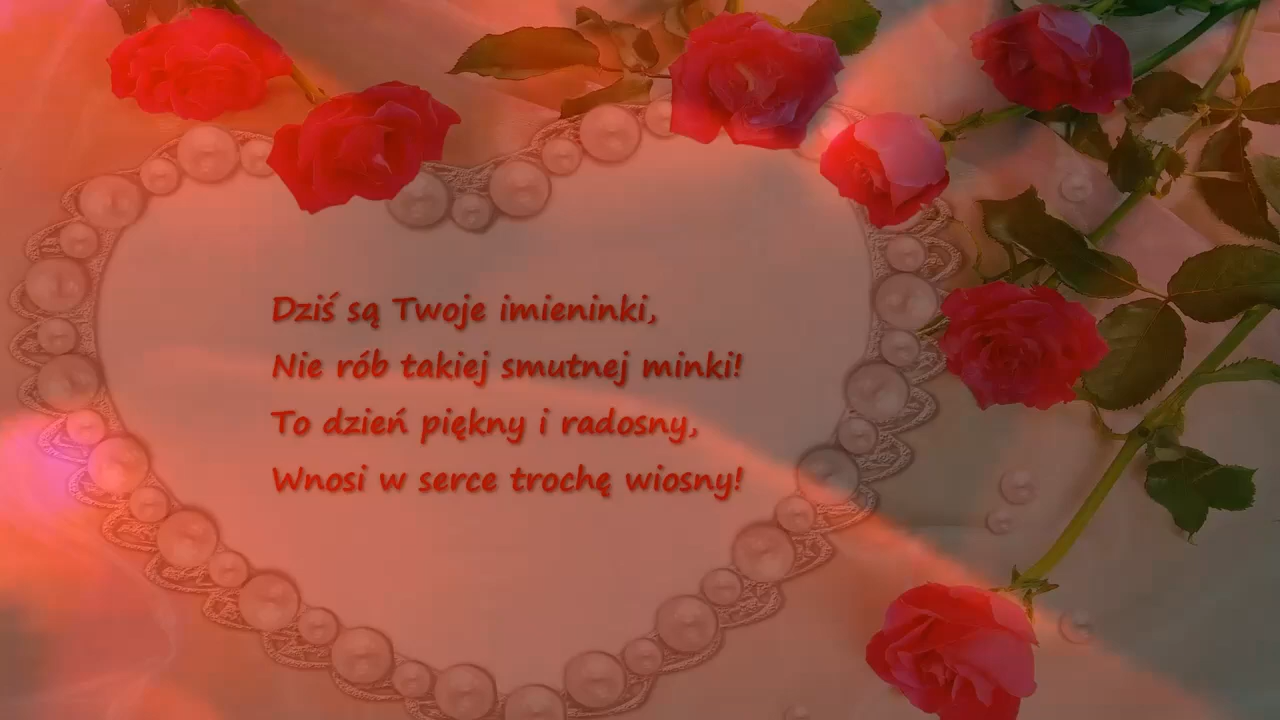 Dziś są Twoje imieninki,
Nie rób takiej smutnej minki!
To dzień piękny i radosny,
Wnosi w serce trochę wiosny!